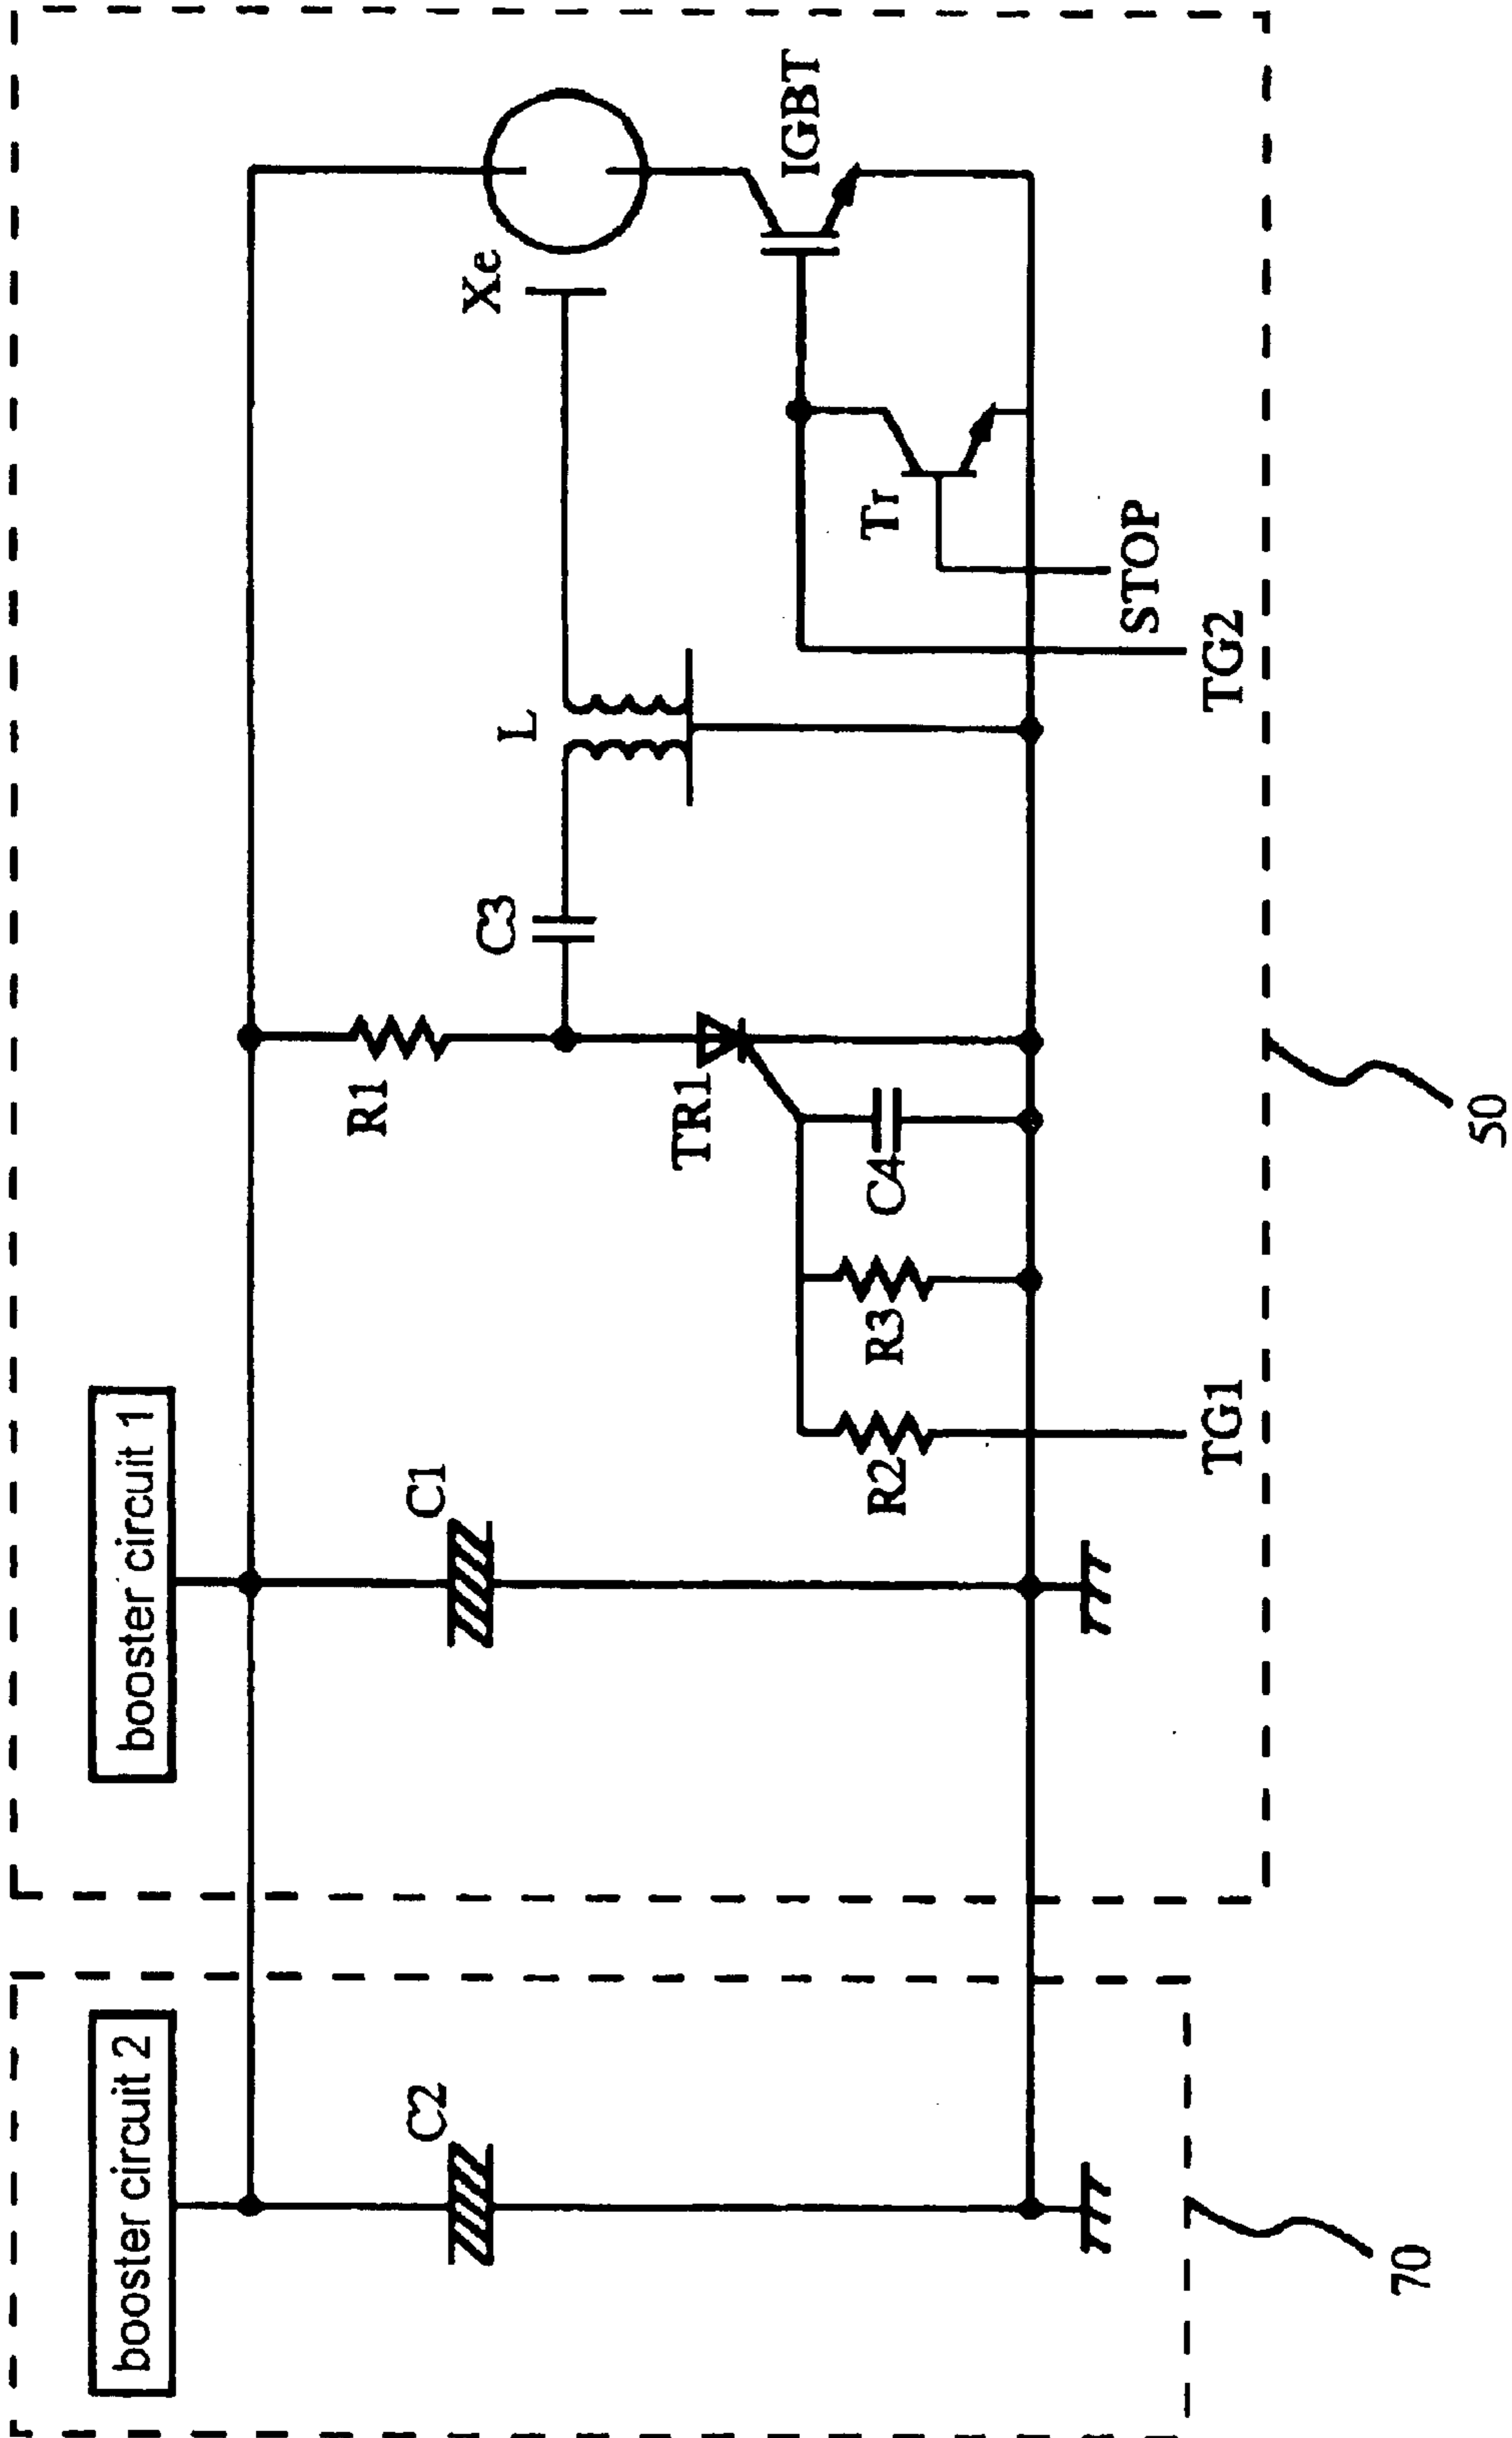 booster circuit 2
booster circuit 1
C2
C1
R1
C3
L
Xe
TR1
IGBT
R2
R3
C4
Tr
STOP
TG1
TG2
70
50